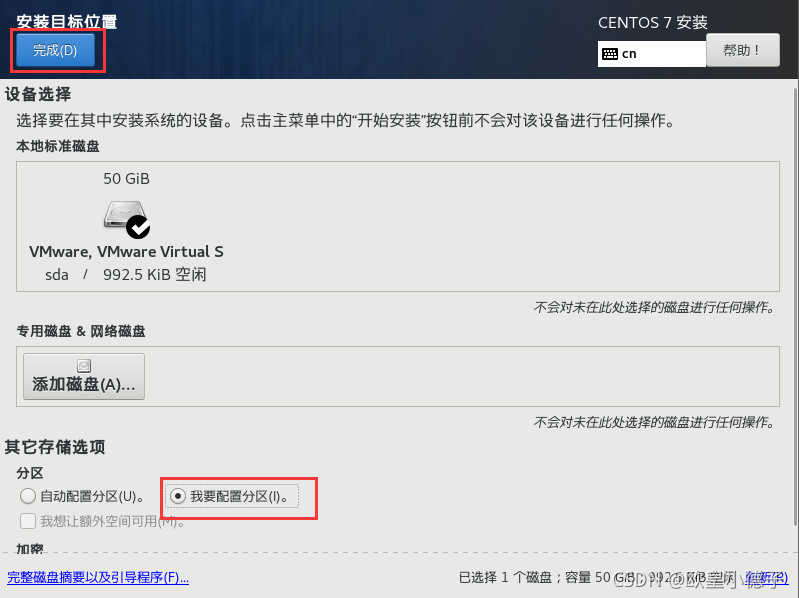 安装目标位置
CENTOS 7 安装
完成(D)
cn
帮助！
设备选择
选择要在其中安装系统的设备。点击主菜单中的“开始安装”按钮前不会对该设备进行任何操作。
本地标准磁盘
50 GiB
VMware, VMware Virtual S
sda / 992.5 KiB 空闲
不会对未在此处选择的磁盘进行任何操作。
专用磁盘 & 网络磁盘
添加磁盘(A)...
不会对未在此处选择的磁盘进行任何操作。
其它存储选项
分区
自动配置分区(U)。
我要配置分区(I)。
我想让额外空间可用(M)。
加密
完整磁盘摘要以及引导程序(F)...
已选择 1 个磁盘；容量 50 GiB；992.5 KiB 空闲
CSDN